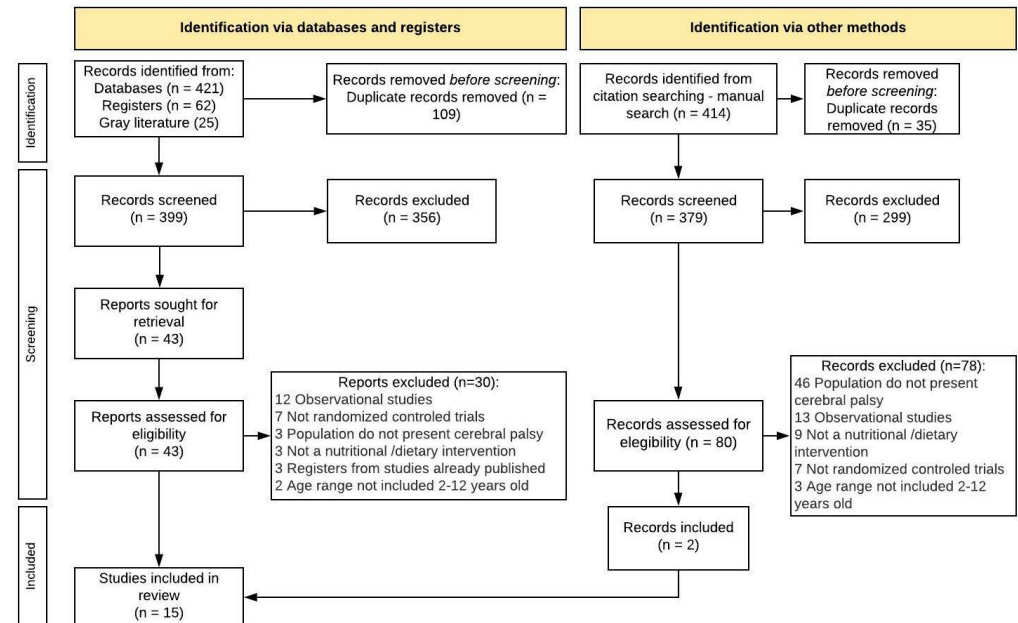 Identification via databases and registers
Identification via other methods
Identification
Records identified from:
Databases (n = 421)
Registers (n = 62)
Gray literature (25)
Records removed before screening:
Duplicate records removed (n =
109)
Records identified from
citation searching - manual
search (n = 414)
Records removed
before screening:
Duplicate records
removed (n = 35)
Screening
Records screened
(n = 399)
Records excluded
(n = 356)
Records screened
(n = 379)
Records excluded
(n = 299)
Reports sought for
retrieval
(n = 43)
Reports assessed for
eligibility
(n = 43)
Reports excluded (n=30):
12 Observational studies
7 Not randomized controled trials
3 Population do not present cerebral palsy
3 Not a nutritional /dietary intervention
3 Registers from studies already published
2 Age range not included 2-12 years old
Records assessed for
elegibility (n = 80)
Records excluded (n=78):
46 Population do not present
cerebral palsy
13 Observational studies
9 Not a nutritional /dietary
intervention
7 Not randomized controled trials
3 Age range not included 2-12
years old
Included
Records included
(n = 2)
Studies included in
review
(n = 15)